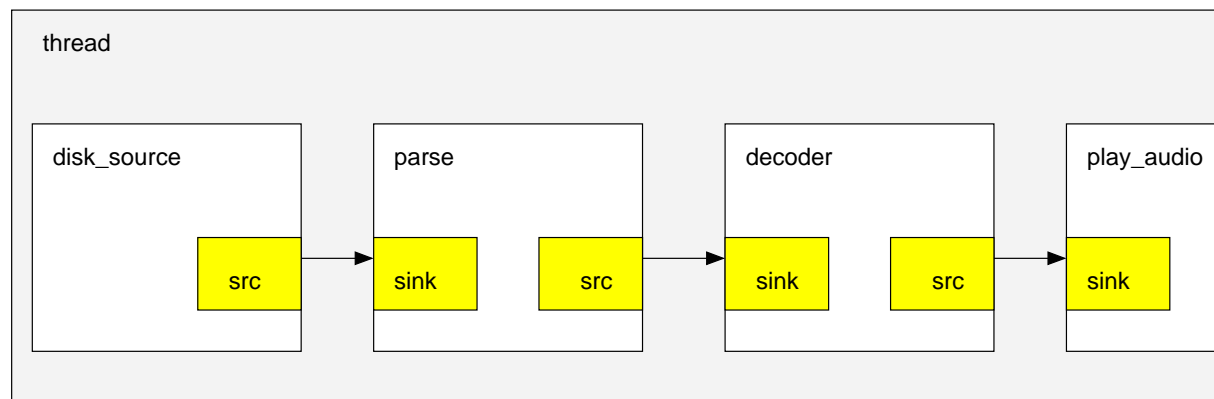 thread
disk_source
parse
decoder
play_audio
src
sink
src
sink
src
sink